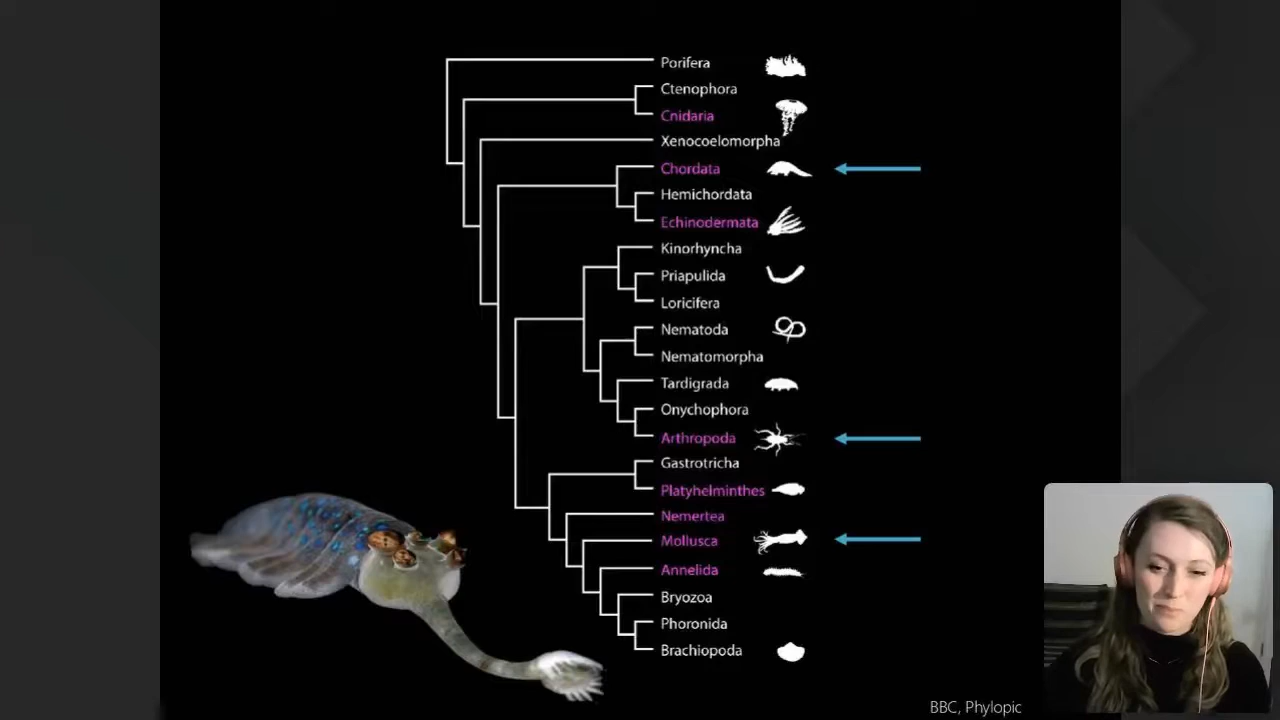 Porifera
Ctenophora
Cnidaria
Xenocoelomorpha
Chordata
Hemichordata
Echinodermata
Kinorhyncha
Priapulida
Loricifera
Nematoda
Nematomorpha
Tardigrada
Onychophora
Arthropoda
Gastrotricha
Platyhelminthes
Nemertea
Mollusca
Annelida
Bryozoa
Phoronida
Brachiopoda
BBC, Phylopic